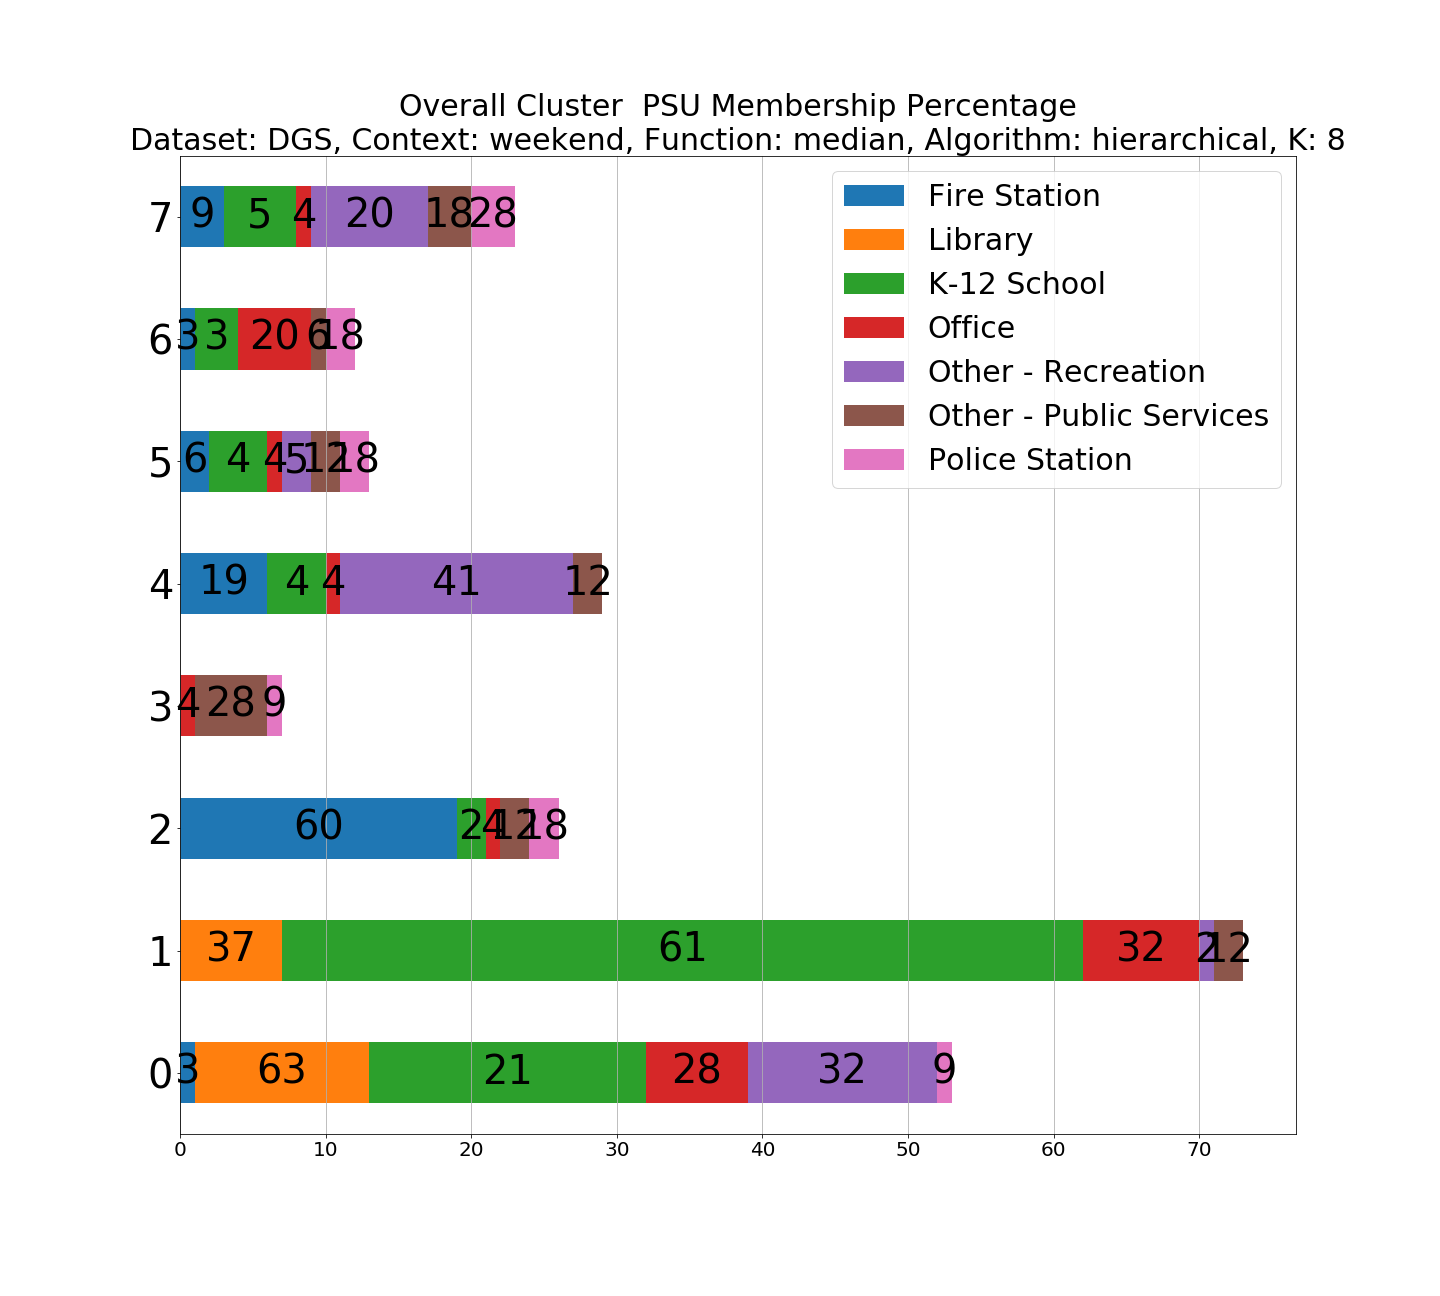 Overall Cluster  PSU Membership Percentage
Dataset: DGS, Context: weekend, Function: median, Algorithm: hierarchical, K: 8
Fire Station
Library
K-12 School
Office
Other - Recreation
Other - Public Services
Police Station
7 9 5 4 20 18 28
6 3 3 20 6 18
5 6 4 4 5 12 18
4 19 4 4 41 12
3 4 28 9
2 60 2 4 12 18
1 37 61 32 2 12
0 3 63 21 28 32 9
0 10 20 30 40 50 60 70